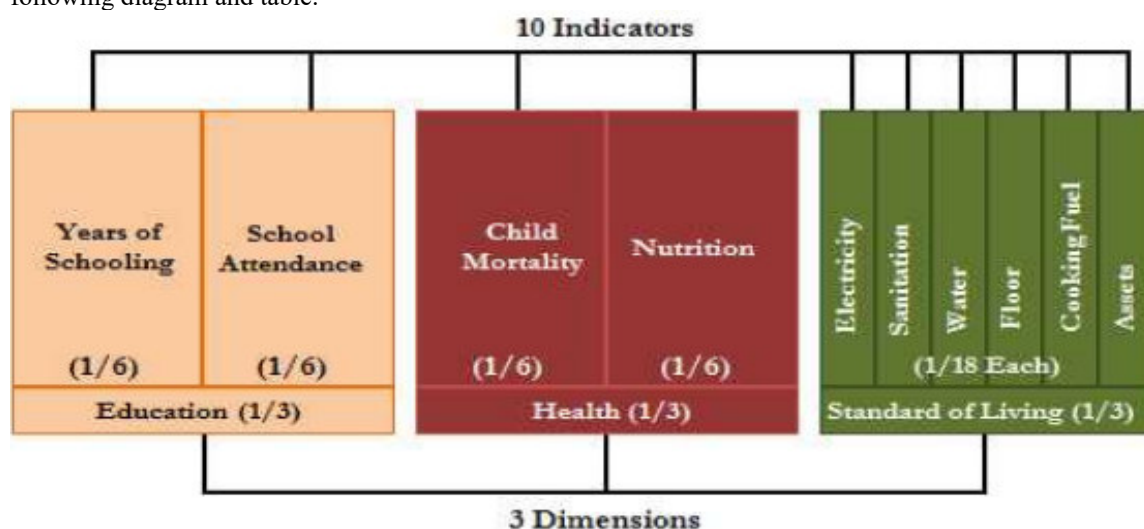 following diagram and table.
10 Indicators
Years of
Schooling
(1/6)
School
Attendance
(1/6)
Education (1/3)
Child
Mortality
(1/6)
Nutrition
(1/6)
Health (1/3)
Electricity
Sanitation
Water
Floor
Cooking Fuel
Assets
(1/18 Each)
Standard of Living (1/3)
3 Dimensions